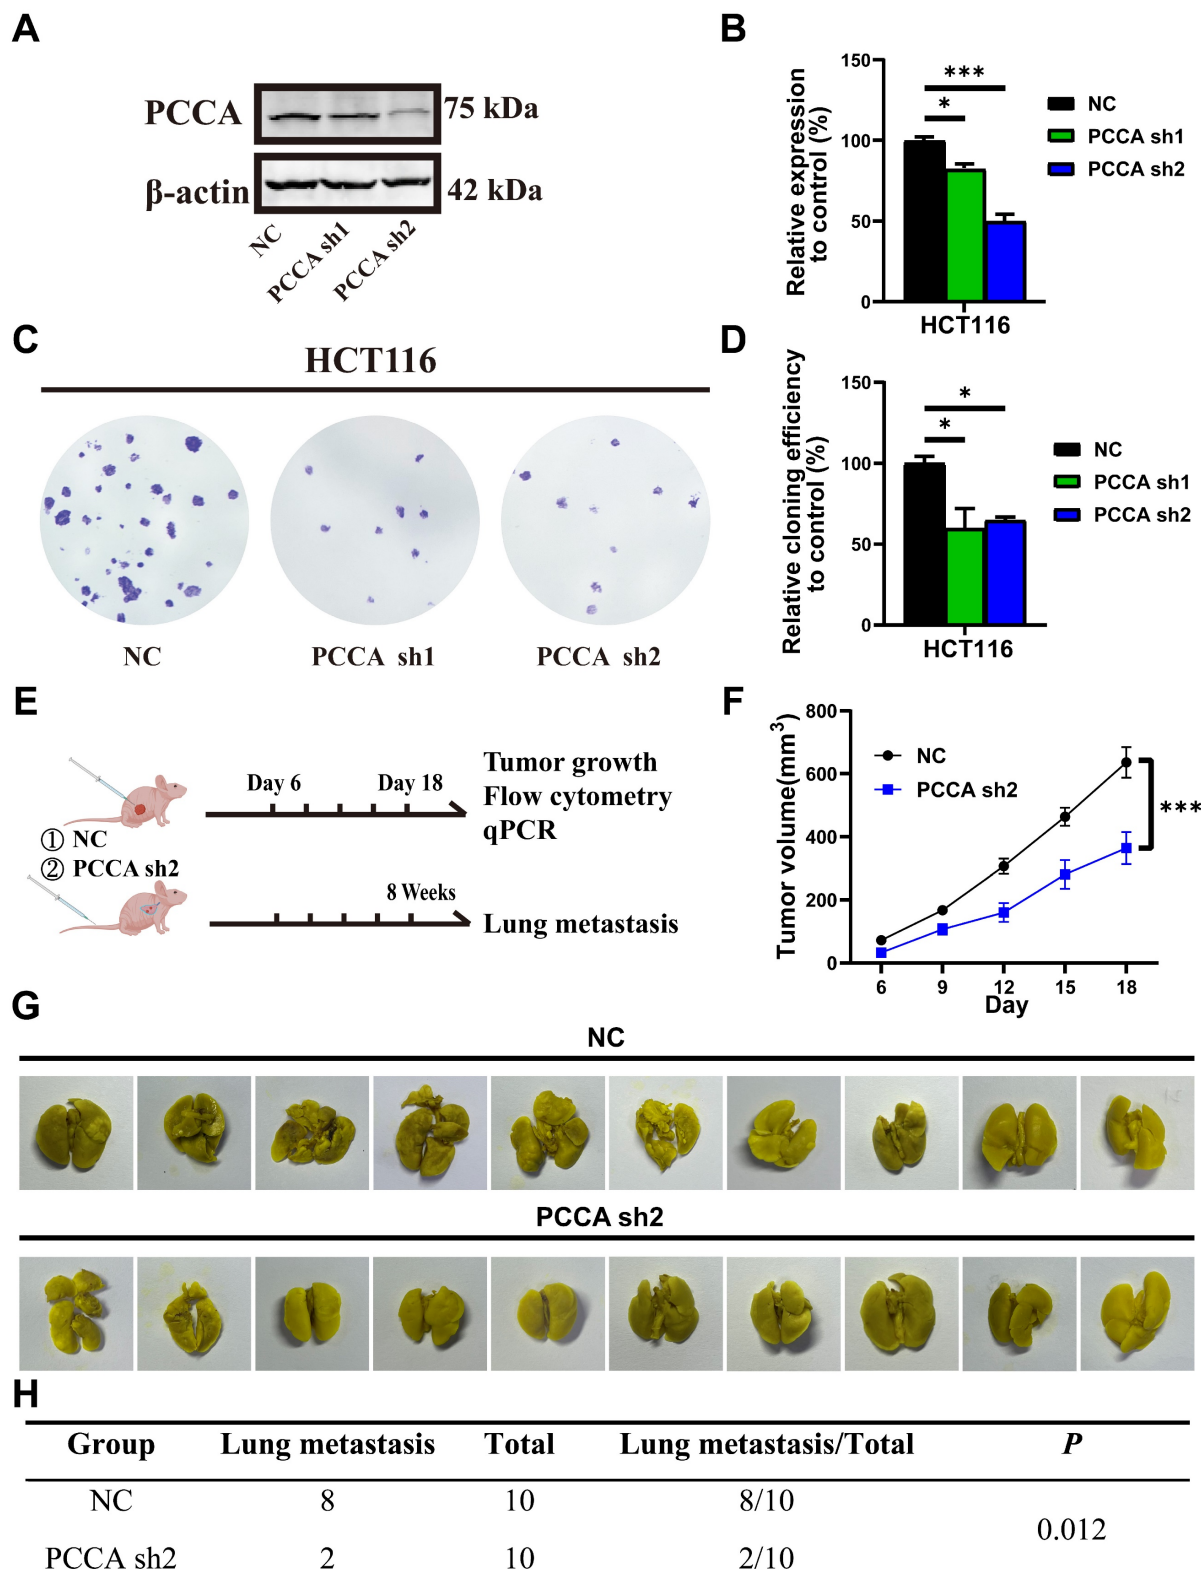 A
PCCA
75 kDa
β-actin
42 kDa
NC
PCCA sh1
PCCA sh2
B
Relative expression
to control (%)
150
100
50
0
***
*
HCT116
NC
PCCA sh1
PCCA sh2
C
HCT116
NC
PCCA sh1
PCCA sh2
D
Relative cloning efficiency
to control (%)
150
100
50
0
*
*
HCT116
NC
PCCA sh1
PCCA sh2
E
① NC
② PCCA sh2
Day 6
Day 18
Tumor growth
Flow cytometry
qPCR
8 Weeks
Lung metastasis
F
Tumor volume(mm³)
800
600
400
200
0
NC
PCCA sh2
***
6 9 12 15 18
Day
G
NC
PCCA sh2
H
Group Lung metastasis Total Lung metastasis/Total P
NC 8 10 8/10
0.012
PCCA sh2 2 10 2/10